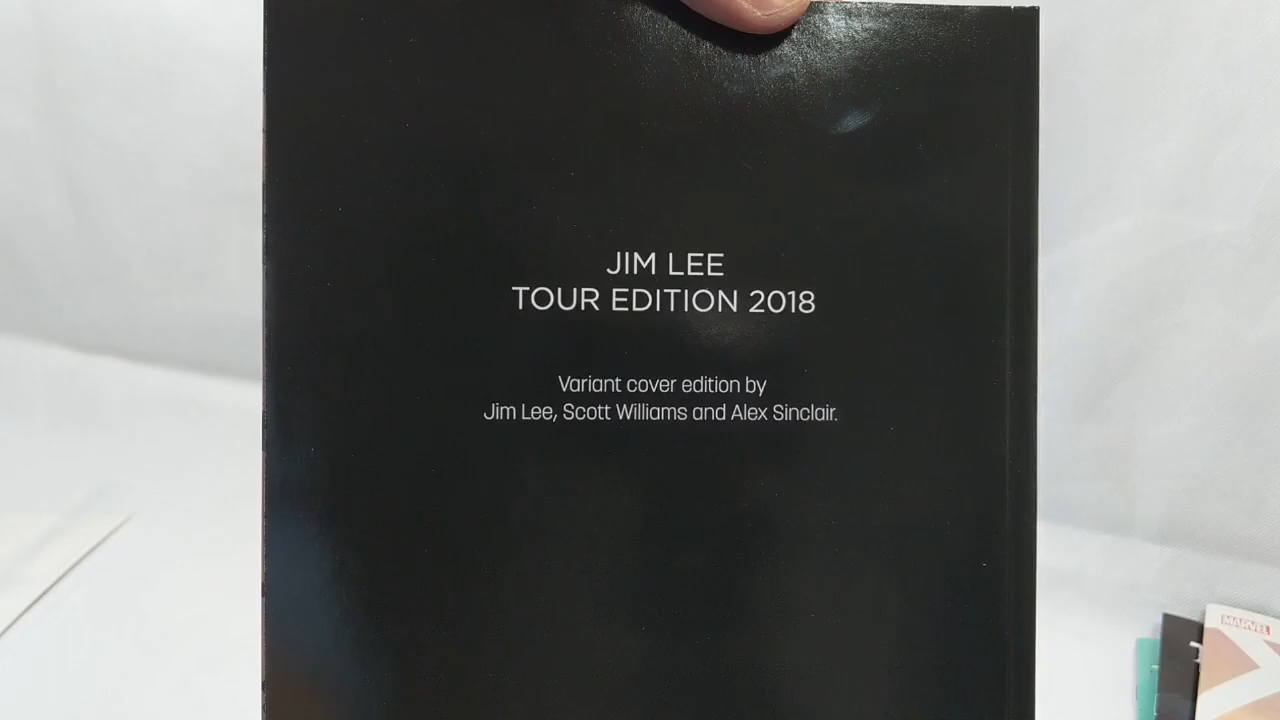 JIM LEE
TOUR EDITION 2018
Variant cover edition by
Jim Lee, Scott Williams and Alex Sinclair.
MARVEL